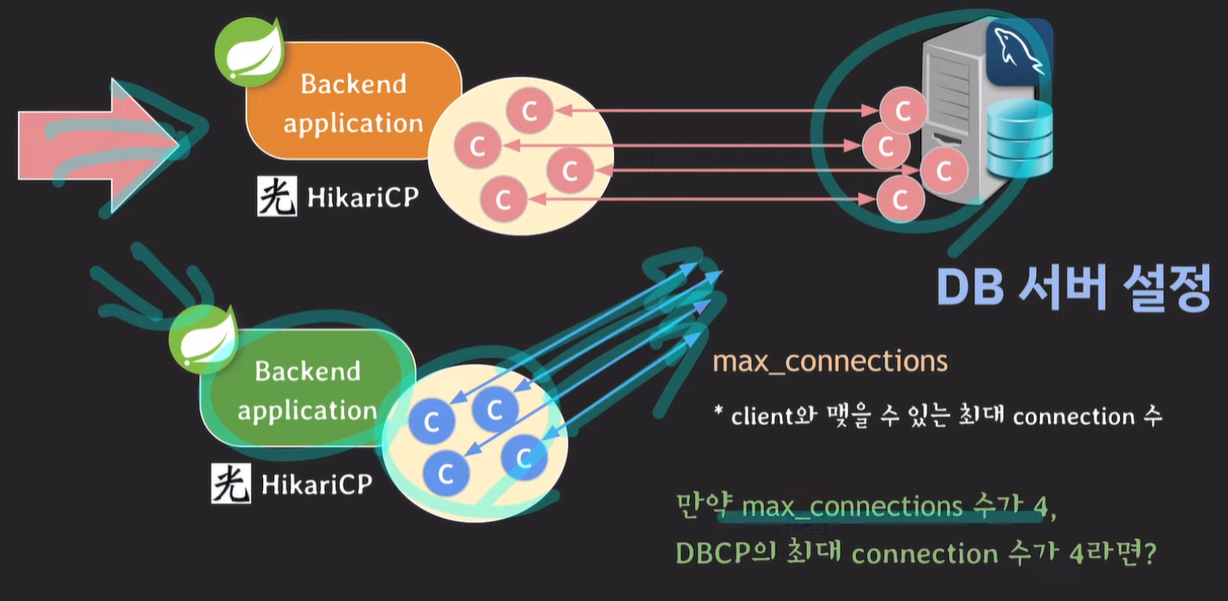 Backend
application
C
C
C
C
C
C
C
C
光 HikariCP
DB 서버 설정
Backend
application
C
C
C
C
光 HikariCP
max_connections
* client와 맺을 수 있는 최대 connection 수
만약 max_connections 수가 4,
DBCP의 최대 connection 수가 4라면?